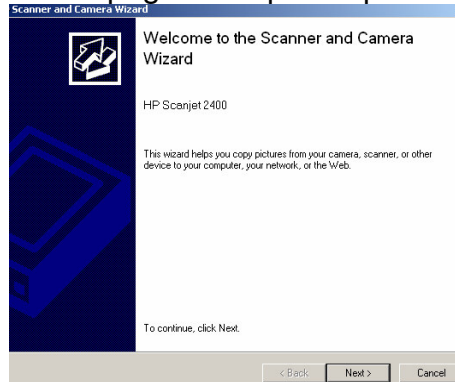 Scanner and Camera Wizard
Welcome to the Scanner and Camera
Wizard
HP Scanjet 2400
This wizard helps you copy pictures from your camera, scanner, or other
device to your computer, your network, or the Web.
To continue, click Next.
< Back Next > Cancel